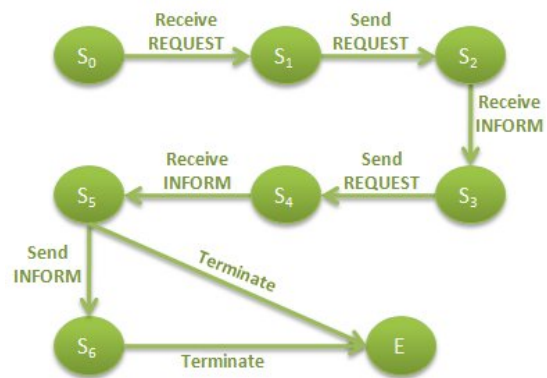 Receive
REQUEST
Send
REQUEST
S0
S1
S2
Receive
INFORM
Receive
INFORM
Send
REQUEST
S5
S4
S3
Send
INFORM
Terminate
S6
E
Terminate